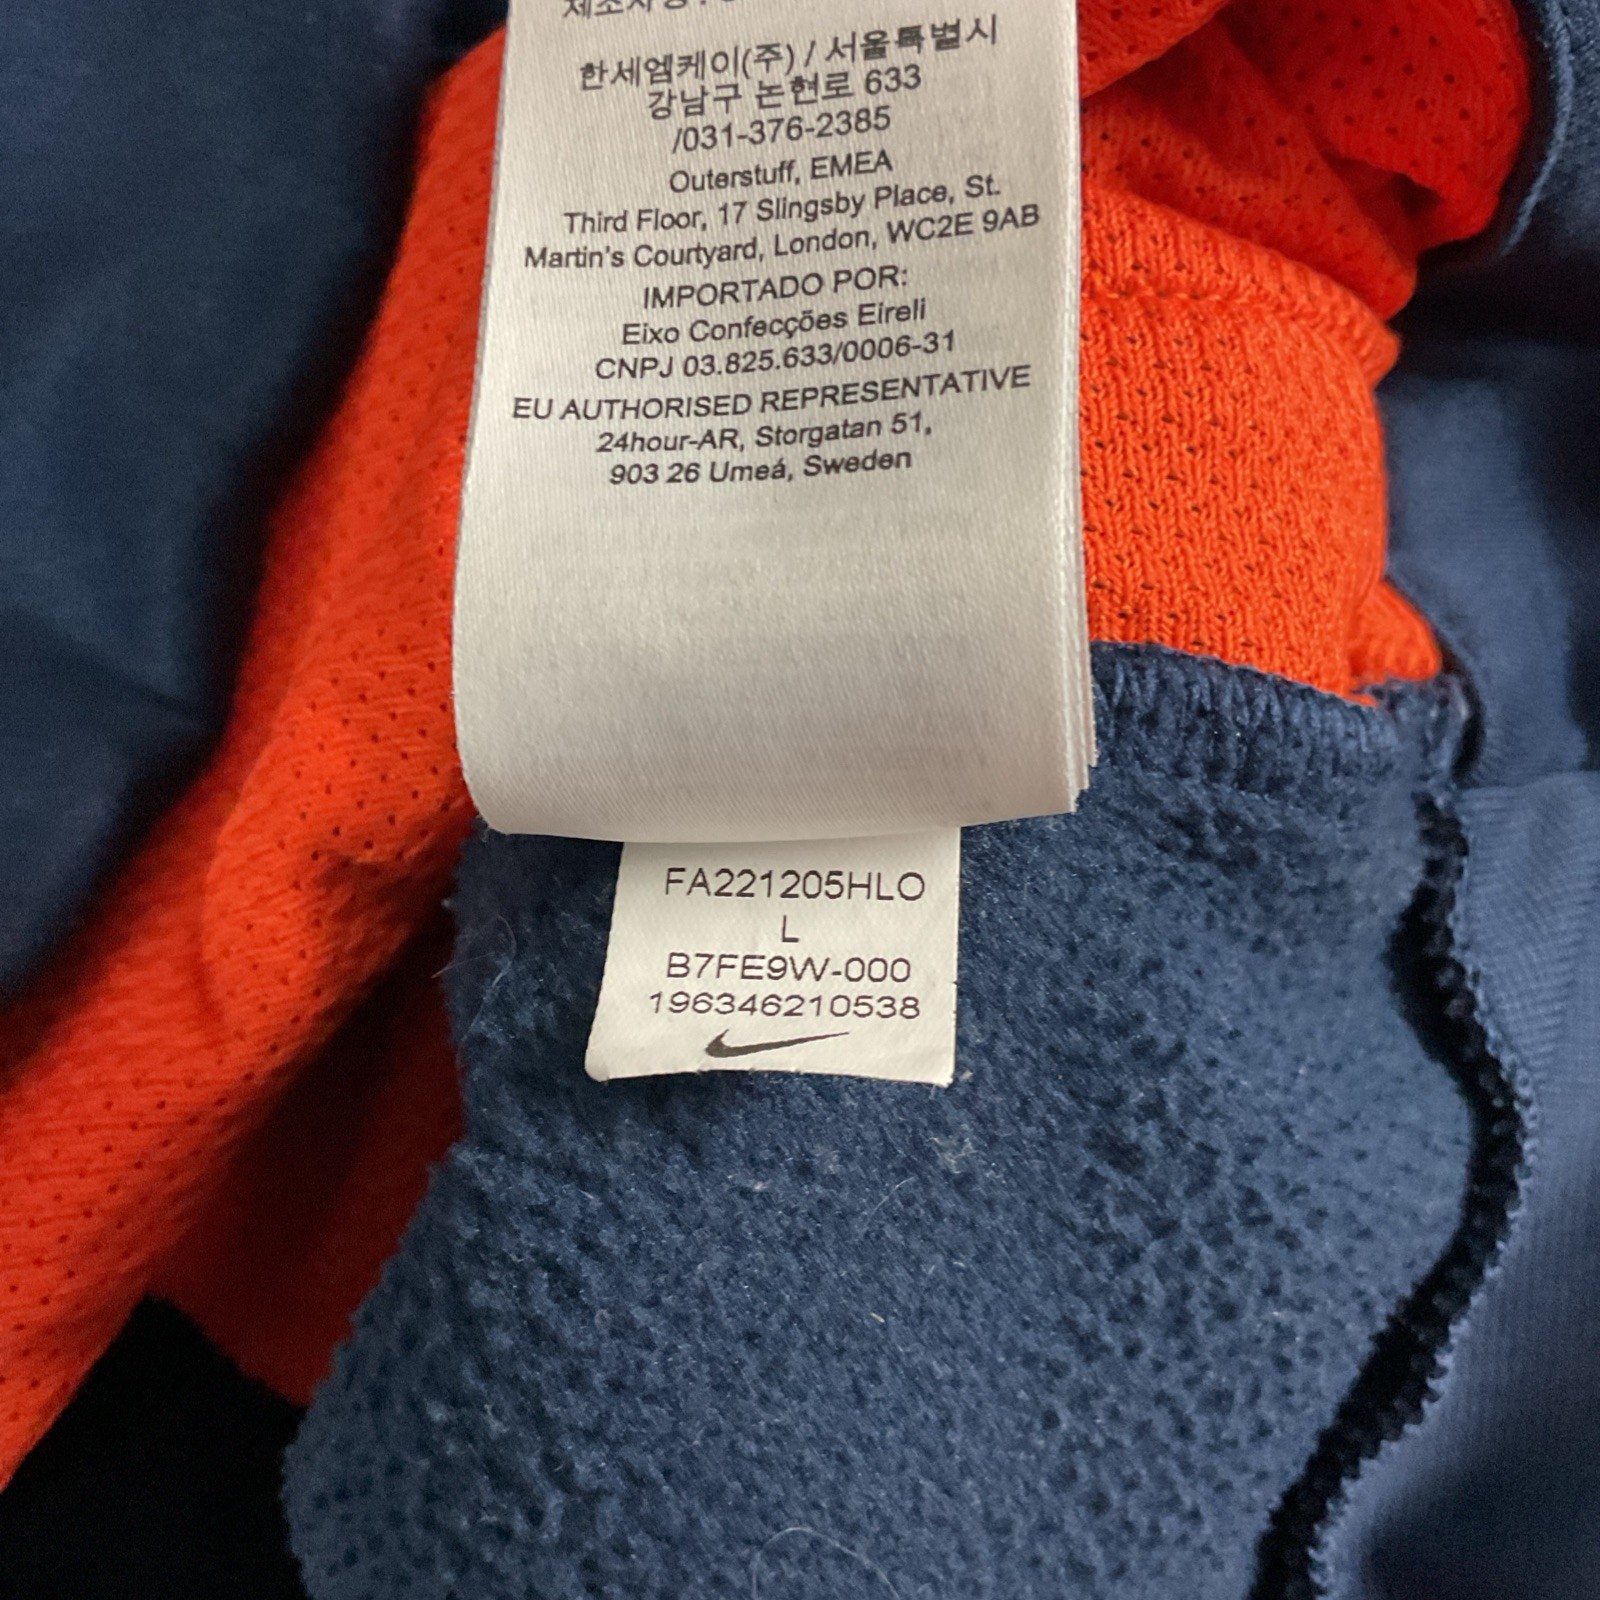 한세엠케이(주) / 서울특별시
강남구 논현로 633
/031-376-2385
Outerstuff, EMEA
Third Floor, 17 Slingsby Place, St.
Martin's Courtyard, London, WC2E 9AB
IMPORTADO POR:
Eixo Confecções Eireli
CNPJ 03.825.633/0006-31
EU AUTHORISED REPRESENTATIVE
24hour-AR, Storgatan 51,
903 26 Umeá, Sweden
FA221205HLO
L
B7FE9W-000
196346210538